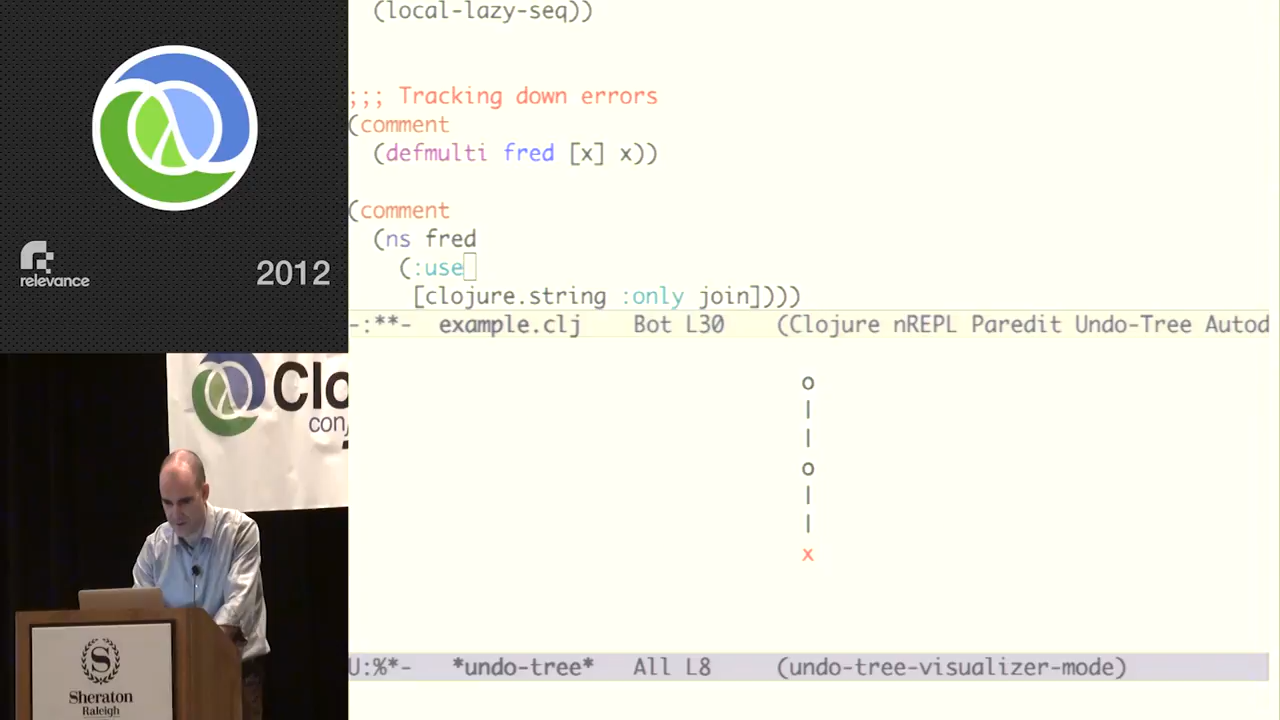 (local-lazy-seq))
;;; Tracking down errors
(comment
(defmulti fred [x] x))
(comment
(ns fred
(:use
[clojure.string :only join])))
-:**- example.clj Bot L30 (Clojure nREPL Paredit Undo-Tree Autod
o
|
|
o
|
|
x
U:%*- *undo-tree* All L8 (undo-tree-visualizer-mode)
relevance
2012
Clo
con
S
Sheraton
Raleigh